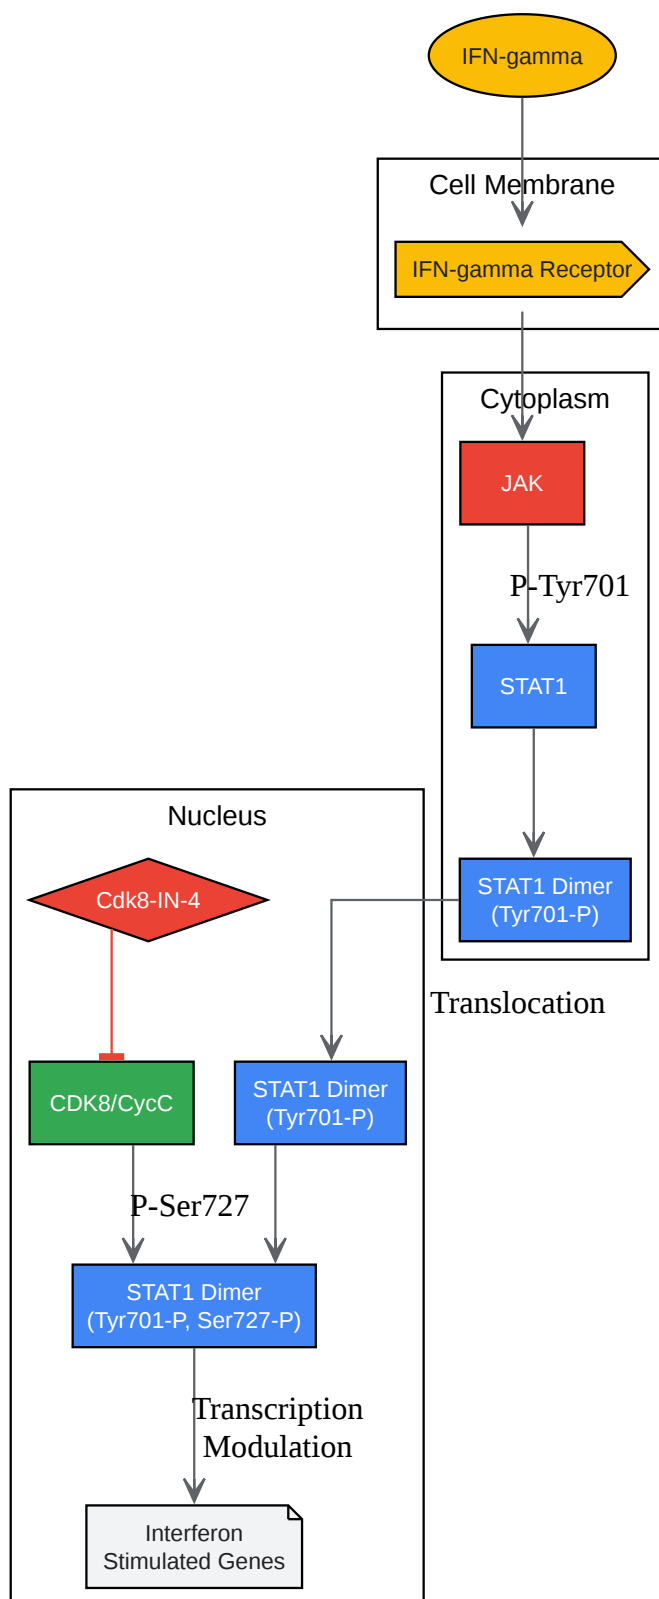 IFN-gamma
Cell Membrane
IFN-gamma Receptor
Cytoplasm
JAK
P-Tyr701
STAT1
STAT1 Dimer
(Tyr701-P)
Translocation
Nucleus
Cdk8-IN-4
CDK8/CycC
STAT1 Dimer
(Tyr701-P)
P-Ser727
STAT1 Dimer
(Tyr701-P, Ser727-P)
Transcription
Modulation
Interferon
Stimulated Genes